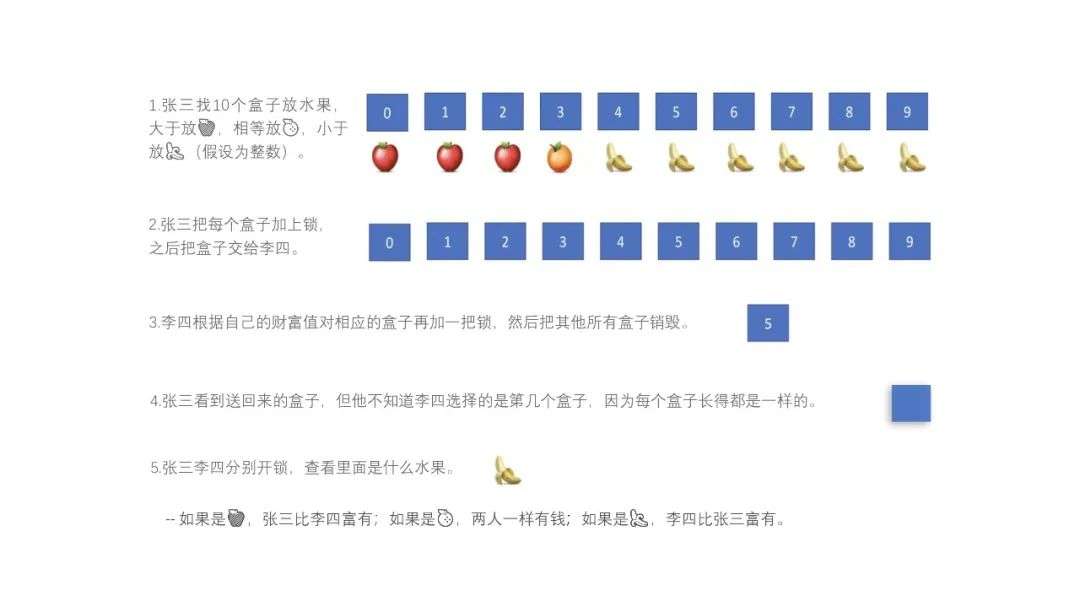 1.张三找10个盒子放水果，
大于放🍎，相等放🍊，小于
放🍌（假设为整数）。
0 1 2 3 4 5 6 7 8 9
2.张三把每个盒子加上锁，
之后把盒子交给李四。
0 1 2 3 4 5 6 7 8 9
3.李四根据自己的财富值对相应的盒子再加一把锁，然后把其他所有盒子销毁。
5
4.张三看到送回来的盒子，但他不知道李四选择的是第几个盒子，因为每个盒子长得都是一样的。
5.张三李四分别开锁，查看里面是什么水果。
-- 如果是🍎，张三比李四富有；如果是🍊，两人一样有钱；如果是🍌，李四比张三富有。